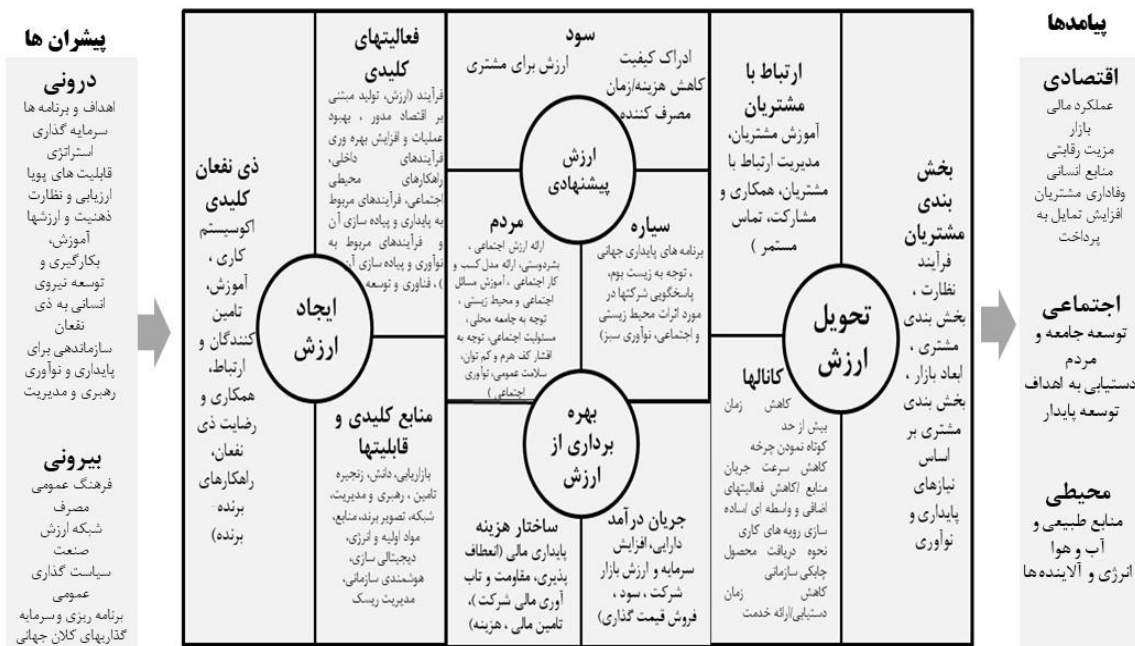 پیامدها
اقتصادی
عملکرد مالی
بازار
مزیت رقابتی
منابع انسانی
وفاداری مشتریان
افزایش تمایل به
پرداخت
اجتماعی
توسعه جامعه و
مردم
دستیابی به اهداف
توسعه پایدار
محیطی
منابع طبیعی و
آب و هوا
انرژی و آلاینده‌ها
بخش
بندی
مشتریان
فرآیند
نظارت ،
بخش بندی
مشتری ،
ابعاد بازار ،
بخش بندی
مشتری بر
اساس
نیازهای
پایداری و
نوآوری
تحویل
ارزش
ارتباط با
مشتریان
آموزش مشتریان،
مدیریت ارتباط با
مشتریان، همکاری و
مشارکت، تماس
مستمر )
کانالها
کاهش زمان
بیش از حد
کوتاه نمودن چرخه
کاهش سرعت جریان
منابع /کاهش فعالیتهای
اضافی و واسطه ای /ساده
سازی رویه های کاری
نحوه دریافت محصول
چابکی سازمانی
کاهش زمان
دستیابی/ارائه خدمت
سود
ادراک کیفیت
کاهش هزینه/زمان
مصرف کننده
ارزش برای مشتری
ارزش
پیشنهادی
سیاره
برنامه های پایداری جهانی
، توجه به زیست بوم،
پاسخگویی شرکتها در
مورد اثرات محیط زیستی
و اجتماعی، نوآوری سبز)
مردم
ارائه ارزش اجتماعی ،
بشردوستی، ارائه مدل کسب و
کار اجتماعی ، آموزش مسائل
اجتماعی و محیط زیستی ،
توجه به جامعه محلی ،
مسئولیت اجتماعی، توجه به
اقشار کف هرم و کم توان،
سلامت عمومی، نوآوری
اجتماعی )
بهره
برداری از
ارزش
جریان درآمد
دارایی، افزایش
سرمایه و ارزش بازار
شرکت ، سود ،
فروش قیمت گذاری)
ساختار هزینه
پایداری مالی (انعطاف
پذیری، مقاومت و تاب
آوری مالی شرکت)،
تامین مالی ، هزینه)
فعالیتهای
کلیدی
فرآیند (ارزش، تولید مبتنی
بر اقتصاد مدور ، بهبود
عملیات و افزایش بهره وری
فرآیندهای داخلی،
راهکارهای محیطی
اجتماعی، فرآیندهای مربوط
به پایداری و پیاده سازی آن
و فرآیندهای مربوط به
نوآوری و پیاده سازی آن
) ، فناوری و توسعه
منابع کلیدی و
قابلیتها
بازاریابی، دانش، زنجیره
تامین ، رهبری و مدیریت،
شبکه، تصویر برند، منابع،
مواد اولیه و انرژی،
دیجیتالی سازی،
هوشمندی سازمانی،
مدیریت ریسک
ایجاد
ارزش
ذی نفعان
کلیدی
اکوسیستم
کاری ،
آموزش،
تامین
کنندگان و
ارتباط،
همکاری و
رضایت ذی
نفعان،
راهکارهای
برنده-
برنده)
پیشران ها
درونی
اهداف و برنامه ها
سرمایه گذاری
استراتژی
قابلیت های پویا
ارزیابی و نظارت
ذهنیت و ارزشها
آموزش،
بکارگیری و
توسعه نیروی
انسانی به ذی
نفعان
سازماندهی برای
پایداری و نوآوری
رهبری و مدیریت
بیرونی
فرهنگ عمومی
مصرف
شبکه ارزش
صنعت
سیاست گذاری
عمومی
برنامه ریزی و سرمایه
گذاریهای کلان جهانی